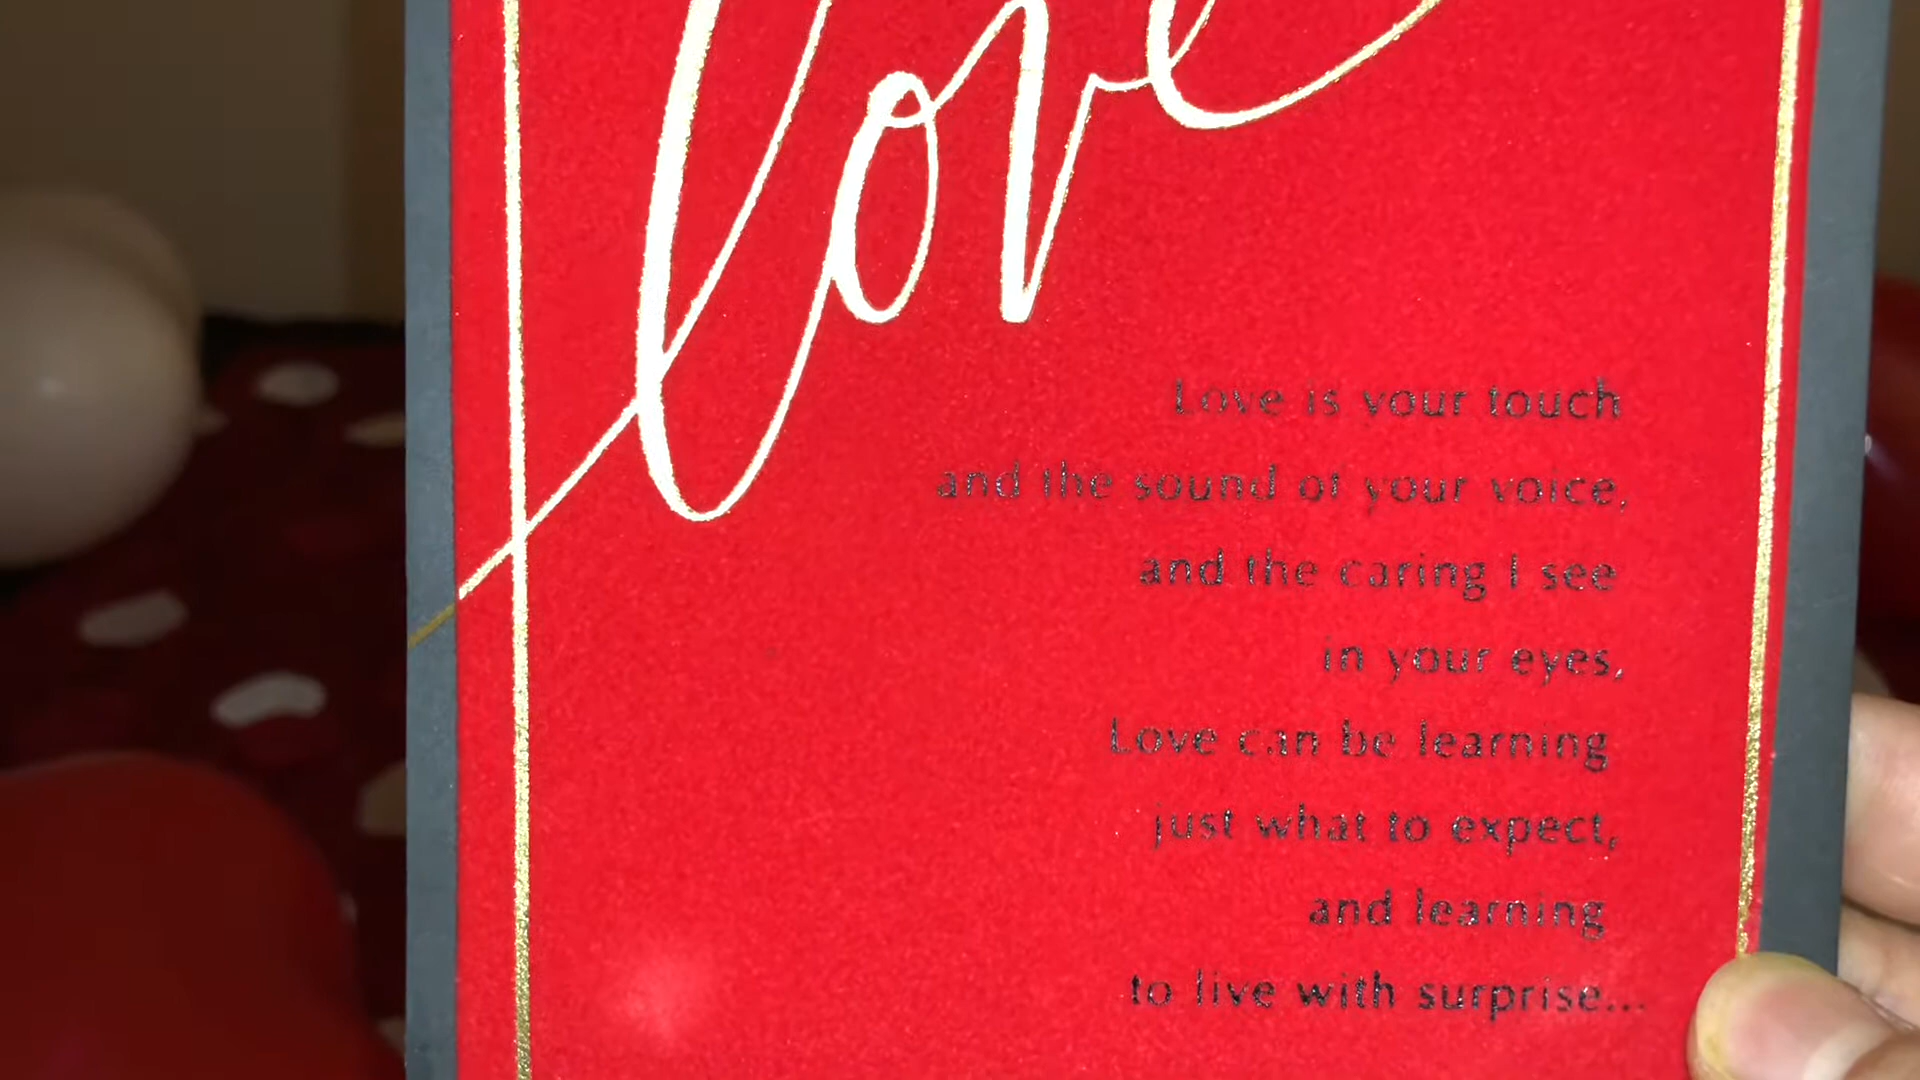 love
Love is your touch
and the sound of your voice,
and the caring I see
in your eyes,
Love can be learning
just what to expect,
and learning
to live with surprise...